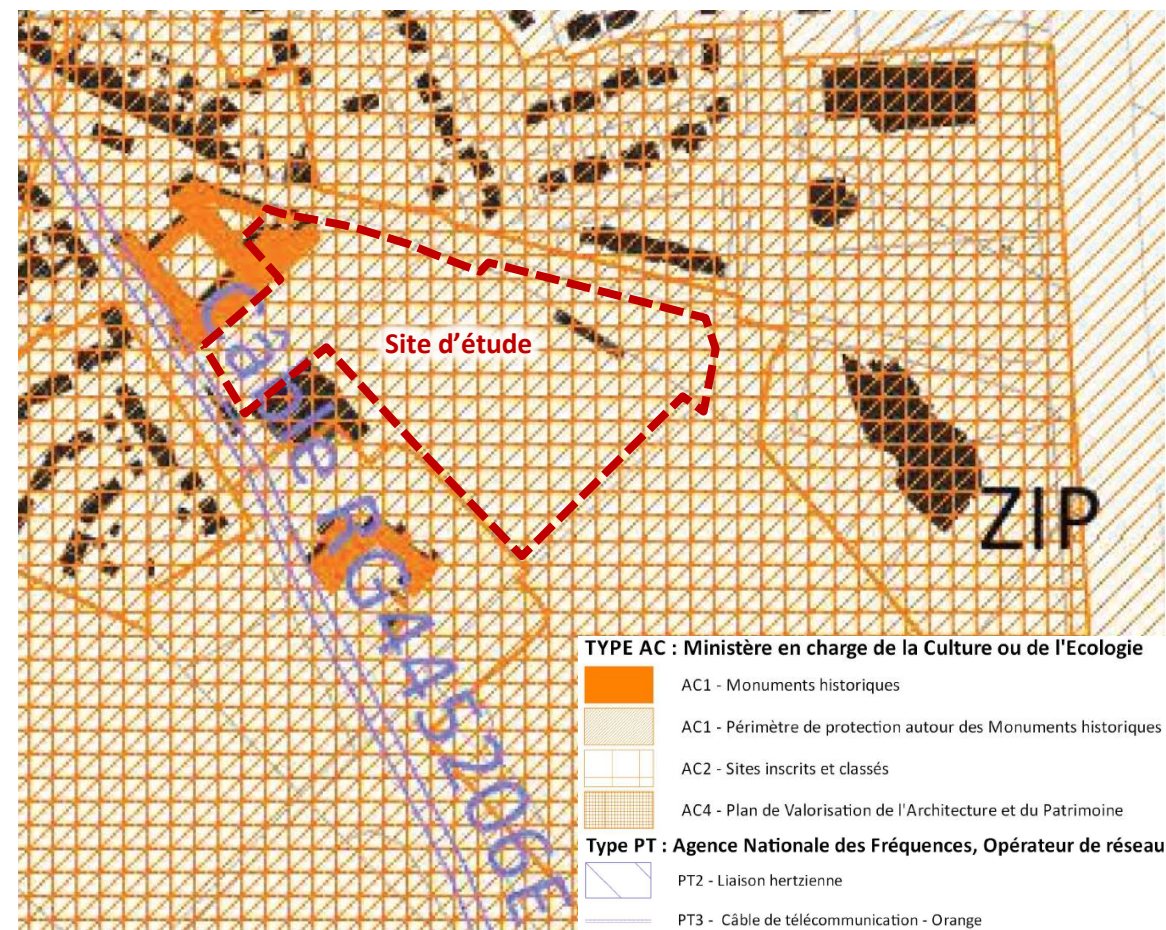 Site d'étude
Câble RG445206E
ZIP
TYPE AC : Ministère en charge de la Culture ou de l'Ecologie
AC1 - Monuments historiques
AC1 - Périmètre de protection autour des Monuments historiques
AC2 - Sites inscrits et classés
AC4 - Plan de Valorisation de l'Architecture et du Patrimoine
Type PT : Agence Nationale des Fréquences, Opérateur de réseau
PT2 - Liaison hertzienne
PT3 - Câble de télécommunication - Orange